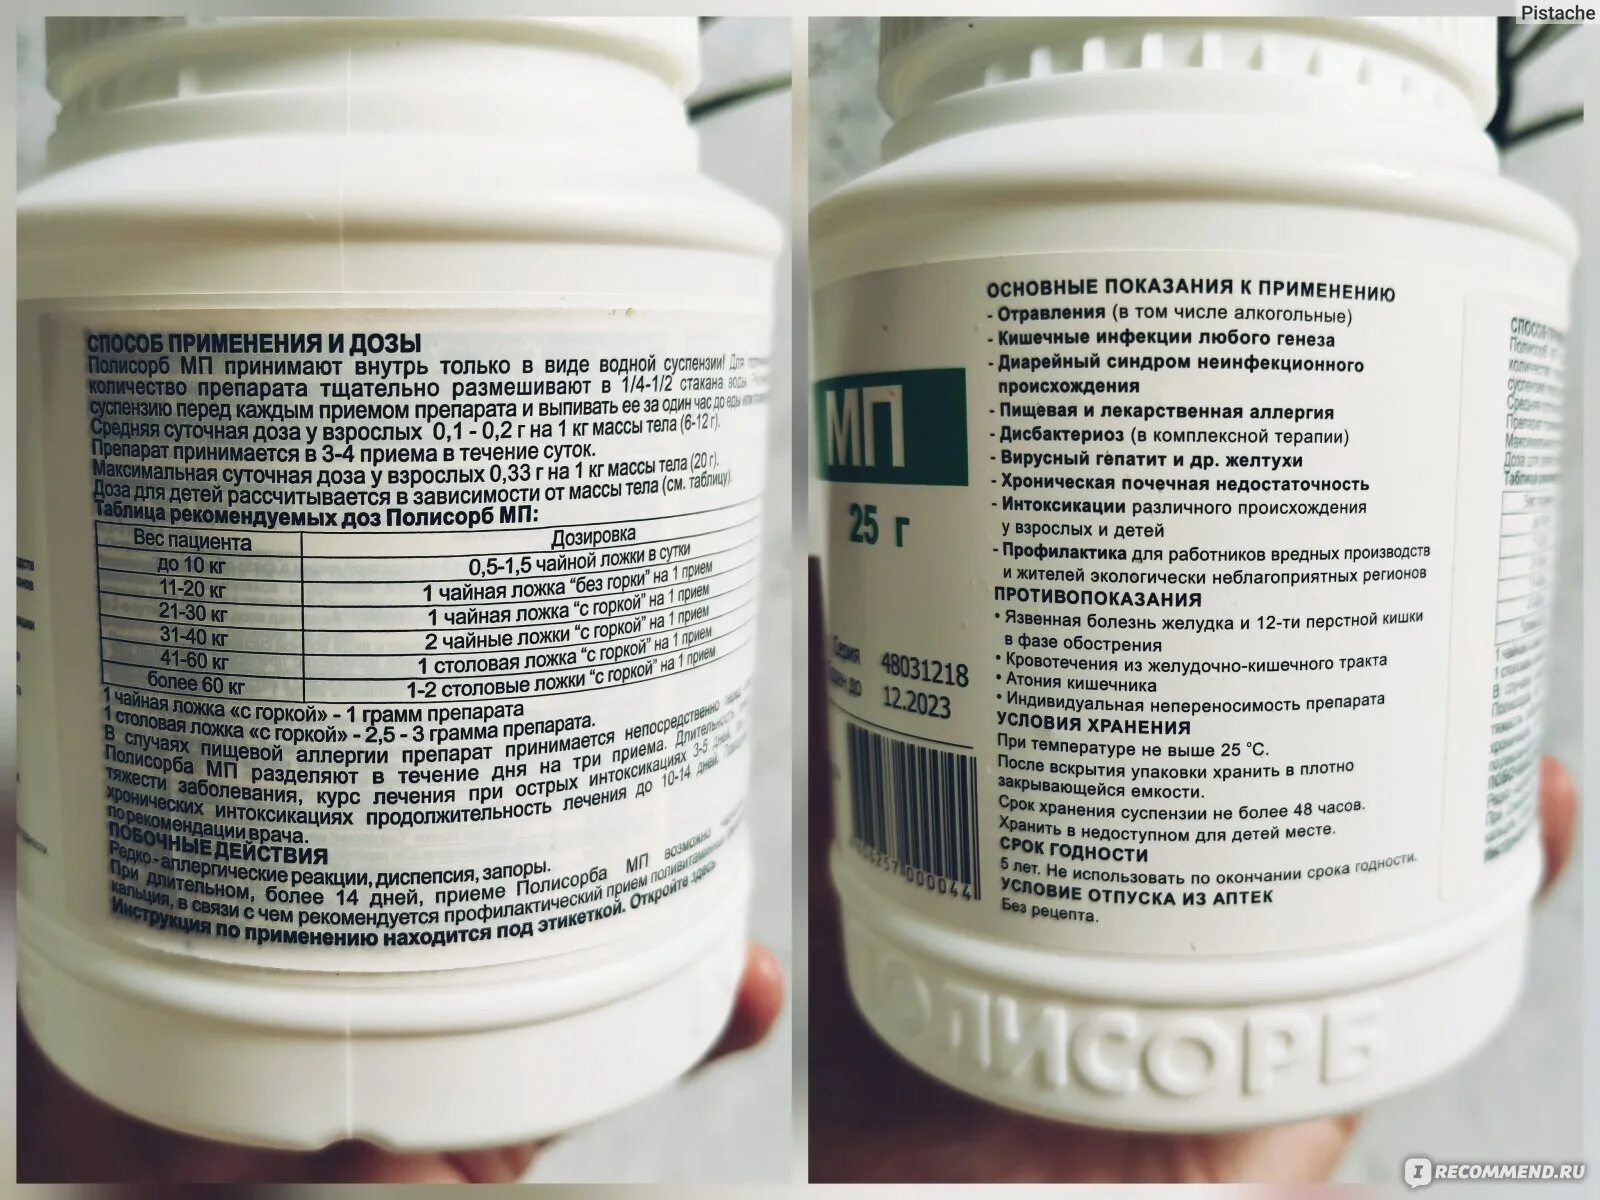 Pistache
СПОСОБ ПРИМЕНЕНИЯ И ДОЗЫ
Полисорб МП принимают внутрь только в виде водной суспензии! Для
количество препарата тщательно размешивают в 1/4-1/2 стакана воды
суспензию перед каждым приемом препарата и выпивать ее за один час до еды или
Средняя суточная доза у взрослых 0,1 - 0,2 г на 1 кг массы тела (6-12 г).
Препарат принимается в 3-4 приема в течение суток.
Максимальная суточная доза у взрослых 0,33 г на 1 кг массы тела (20 г).
Доза для детей рассчитывается в зависимости от массы тела (см. таблицу).
Таблица рекомендуемых доз Полисорб МП:
Вес пациента Дозировка
до 10 кг 0,5-1,5 чайной ложки в сутки
11-20 кг 1 чайная ложка "без горки" на 1 прием
21-30 кг 1 чайная ложка "с горкой" на 1 прием
31-40 кг 2 чайные ложки "с горкой" на 1 прием
41-60 кг 1 столовая ложка "с горкой" на 1 прием
более 60 кг 1-2 столовые ложки "с горкой" на 1 прием
1 чайная ложка «с горкой» - 1 грамм препарата
1 столовая ложка «с горкой» - 2,5 - 3 грамма препарата.
В случаях пищевой аллергии препарат принимается непосредственно перед
Полисорба МП разделяют в течение дня на три приема. Длительность
тяжести заболевания, курс лечения при острых интоксикациях 3-5 дней,
хронических интоксикациях продолжительность лечения до 10-14 дней.
по рекомендации врача.
ПОБОЧНЫЕ ДЕЙСТВИЯ
Редко - аллергические реакции, диспепсия, запоры.
При длительном, более 14 дней, приеме Полисорба МП возможно
кальция, в связи с чем рекомендуется профилактический прием поливитаминных
Инструкция по применению находится под этикеткой. Откройте здесь
МП
25 г
Серия 48031218
до 12.2023
000044
ОСНОВНЫЕ ПОКАЗАНИЯ К ПРИМЕНЕНИЮ
- Отравления (в том числе алкогольные)
- Кишечные инфекции любого генеза
- Диарейный синдром неинфекционного
происхождения
- Пищевая и лекарственная аллергия
- Дисбактериоз (в комплексной терапии)
- Вирусный гепатит и др. желтухи
- Хроническая почечная недостаточность
- Интоксикации различного происхождения
у взрослых и детей
- Профилактика для работников вредных производств
и жителей экологически неблагоприятных регионов
ПРОТИВОПОКАЗАНИЯ
• Язвенная болезнь желудка и 12-ти перстной кишки
в фазе обострения
• Кровотечения из желудочно-кишечного тракта
• Атония кишечника
• Индивидуальная непереносимость препарата
УСЛОВИЯ ХРАНЕНИЯ
При температуре не выше 25 °С.
После вскрытия упаковки хранить в плотно
закрывающейся емкости.
Срок хранения суспензии не более 48 часов.
Хранить в недоступном для детей месте.
СРОК ГОДНОСТИ
5 лет. Не использовать по окончании срока годности.
УСЛОВИЕ ОТПУСКА ИЗ АПТЕК
Без рецепта.
ПОЛИСОРБ
IRECOMMEND.RU